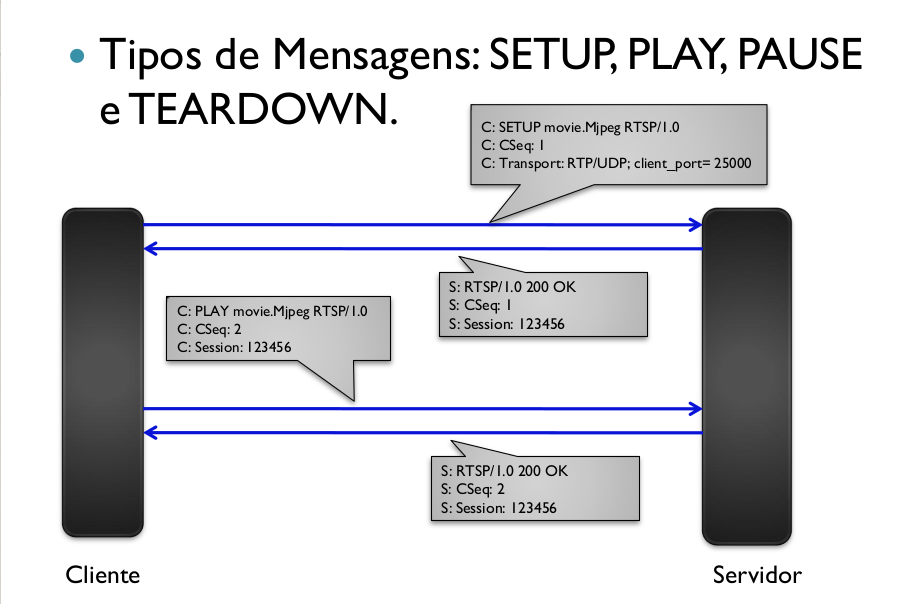 Tipos de Mensagens: SETUP, PLAY, PAUSE
e TEARDOWN.
C: SETUP movie.Mjpeg RTSP/1.0
C: CSeq: 1
C: Transport: RTP/UDP; client_port= 25000
S: RTSP/1.0 200 OK
S: CSeq: 1
S: Session: 123456
C: PLAY movie.Mjpeg RTSP/1.0
C: CSeq: 2
C: Session: 123456
S: RTSP/1.0 200 OK
S: CSeq: 2
S: Session: 123456
Cliente
Servidor